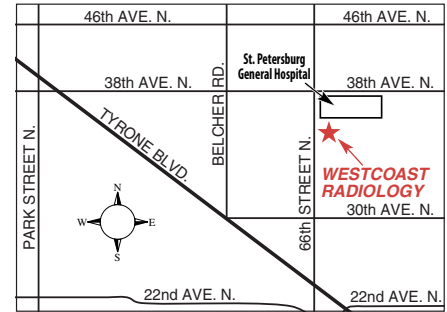 46th AVE. N.
46th AVE. N.
St. Petersburg
General Hospital
38th AVE. N.
38th AVE. N.
PARK STREET N.
TYRONE BLVD.
BELCHER RD.
66th STREET N.
WESTCOAST
RADIOLOGY
N
W
E
S
30th AVE. N.
22nd AVE. N.
22nd AVE. N.